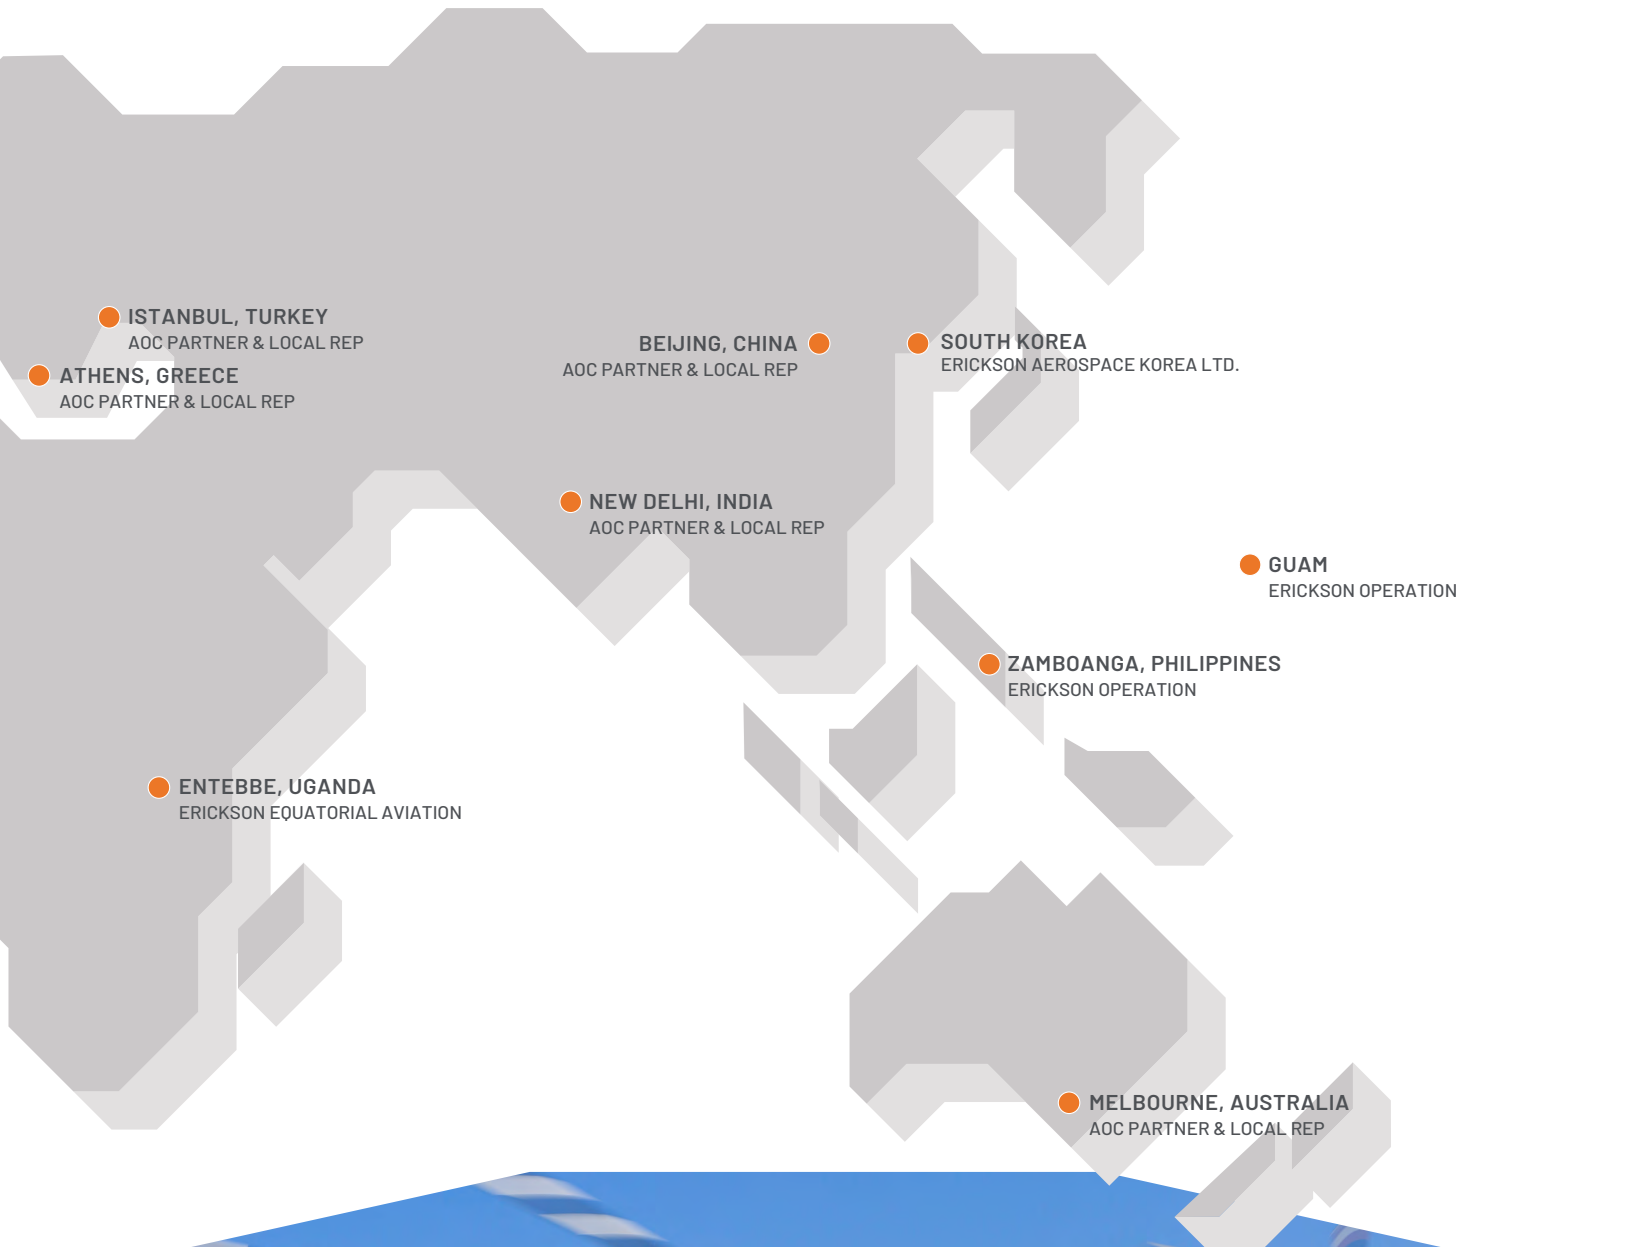 ISTANBUL, TURKEY
AOC PARTNER & LOCAL REP
ATHENS, GREECE
AOC PARTNER & LOCAL REP
BEIJING, CHINA
AOC PARTNER & LOCAL REP
SOUTH KOREA
ERICKSON AEROSPACE KOREA LTD.
NEW DELHI, INDIA
AOC PARTNER & LOCAL REP
GUAM
ERICKSON OPERATION
ZAMBOANGA, PHILIPPINES
ERICKSON OPERATION
ENTEBBE, UGANDA
ERICKSON EQUATORIAL AVIATION
MELBOURNE, AUSTRALIA
AOC PARTNER & LOCAL REP